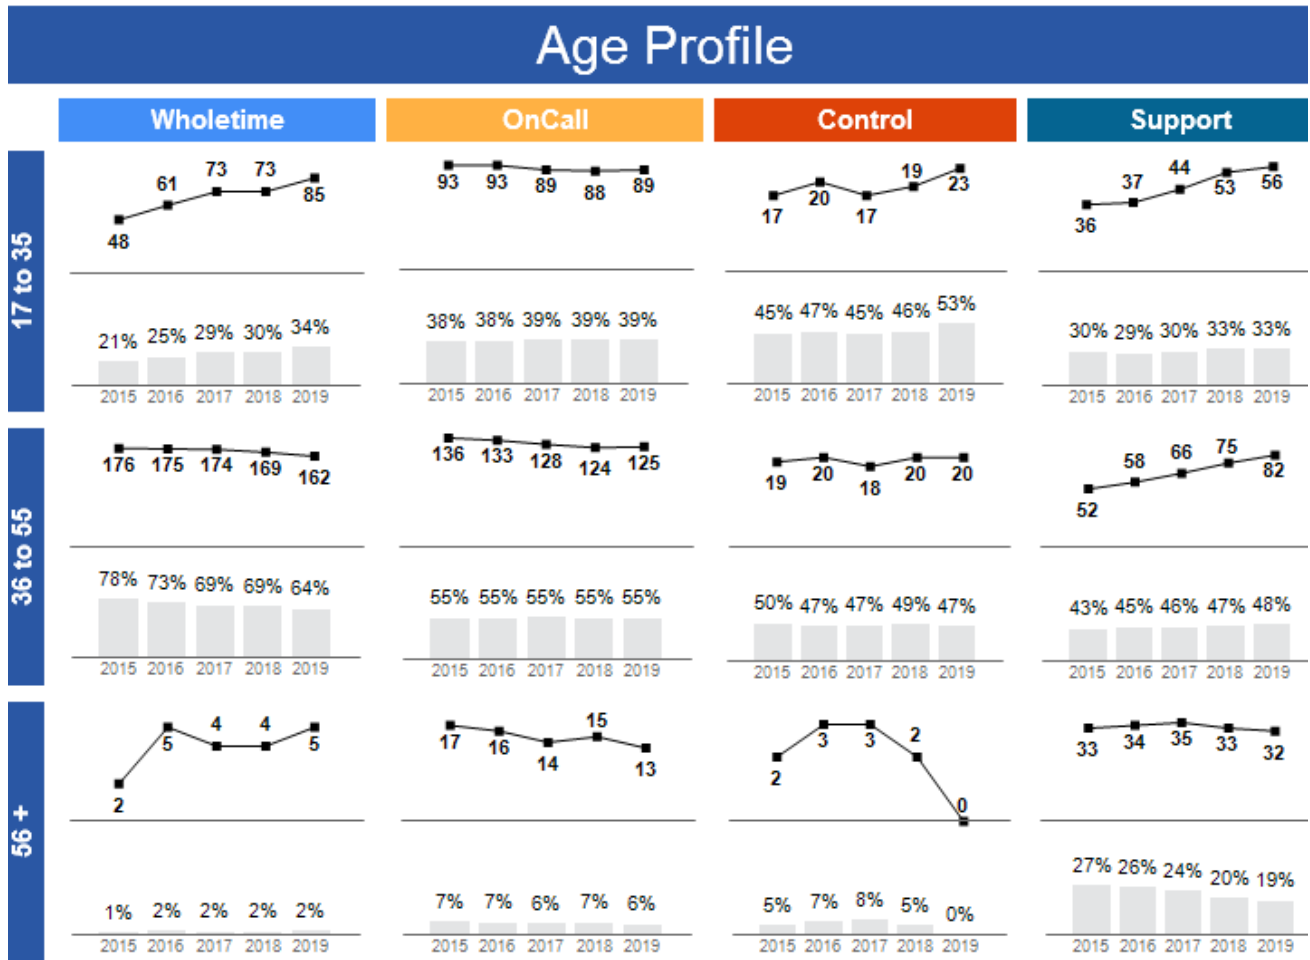 Age Profile
Wholetime OnCall Control Support
17 to 35
48 61 73 73 85
93 93 89 88 89
17 20 17 19 23
36 37 44 53 56
21% 25% 29% 30% 34%
38% 38% 39% 39% 39%
45% 47% 45% 46% 53%
30% 29% 30% 33% 33%
2015 2016 2017 2018 2019
2015 2016 2017 2018 2019
2015 2016 2017 2018 2019
2015 2016 2017 2018 2019
36 to 55
176 175 174 169 162
136 133 128 124 125
19 20 18 20 20
52 58 66 75 82
78% 73% 69% 69% 64%
55% 55% 55% 55% 55%
50% 47% 47% 49% 47%
43% 45% 46% 47% 48%
2015 2016 2017 2018 2019
2015 2016 2017 2018 2019
2015 2016 2017 2018 2019
2015 2016 2017 2018 2019
56 +
2 5 4 4 5
17 16 14 15 13
2 3 3 2 0
33 34 35 33 32
1% 2% 2% 2% 2%
7% 7% 6% 7% 6%
5% 7% 8% 5% 0%
27% 26% 24% 20% 19%
2015 2016 2017 2018 2019
2015 2016 2017 2018 2019
2015 2016 2017 2018 2019
2015 2016 2017 2018 2019